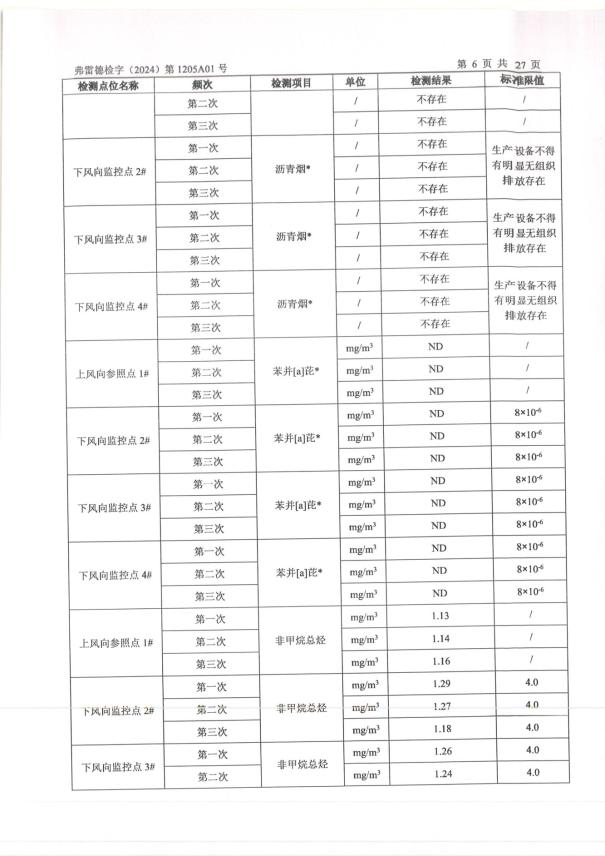 弗雷德检字（2024）第 1205A01 号
第 6 页 共 27 页
检测点位名称 频次 检测项目 单位 检测结果 标准限值
第二次 / 不存在 /
第三次 / 不存在 /
下风向监控点 2# 沥青烟* 生产设备不得有明显无组织排放存在
第一次 / 不存在
第二次 / 不存在
第三次 / 不存在
下风向监控点 3# 沥青烟* 生产设备不得有明显无组织排放存在
第一次 / 不存在
第二次 / 不存在
第三次 / 不存在
下风向监控点 4# 沥青烟* 生产设备不得有明显无组织排放存在
第一次 / 不存在
第二次 / 不存在
第三次 / 不存在
上风向参照点 1# 苯并[a]芘*
第一次 mg/m³ ND /
第二次 mg/m³ ND /
第三次 mg/m³ ND /
下风向监控点 2# 苯并[a]芘*
第一次 mg/m³ ND 8×10⁻⁶
第二次 mg/m³ ND 8×10⁻⁶
第三次 mg/m³ ND 8×10⁻⁶
下风向监控点 3# 苯并[a]芘*
第一次 mg/m³ ND 8×10⁻⁶
第二次 mg/m³ ND 8×10⁻⁶
第三次 mg/m³ ND 8×10⁻⁶
下风向监控点 4# 苯并[a]芘*
第一次 mg/m³ ND 8×10⁻⁶
第二次 mg/m³ ND 8×10⁻⁶
第三次 mg/m³ ND 8×10⁻⁶
上风向参照点 1# 非甲烷总烃
第一次 mg/m³ 1.13 /
第二次 mg/m³ 1.14 /
第三次 mg/m³ 1.16 /
下风向监控点 2# 非甲烷总烃
第一次 mg/m³ 1.29 4.0
第二次 mg/m³ 1.27 4.0
第三次 mg/m³ 1.18 4.0
下风向监控点 3# 非甲烷总烃
第一次 mg/m³ 1.26 4.0
第二次 mg/m³ 1.24 4.0